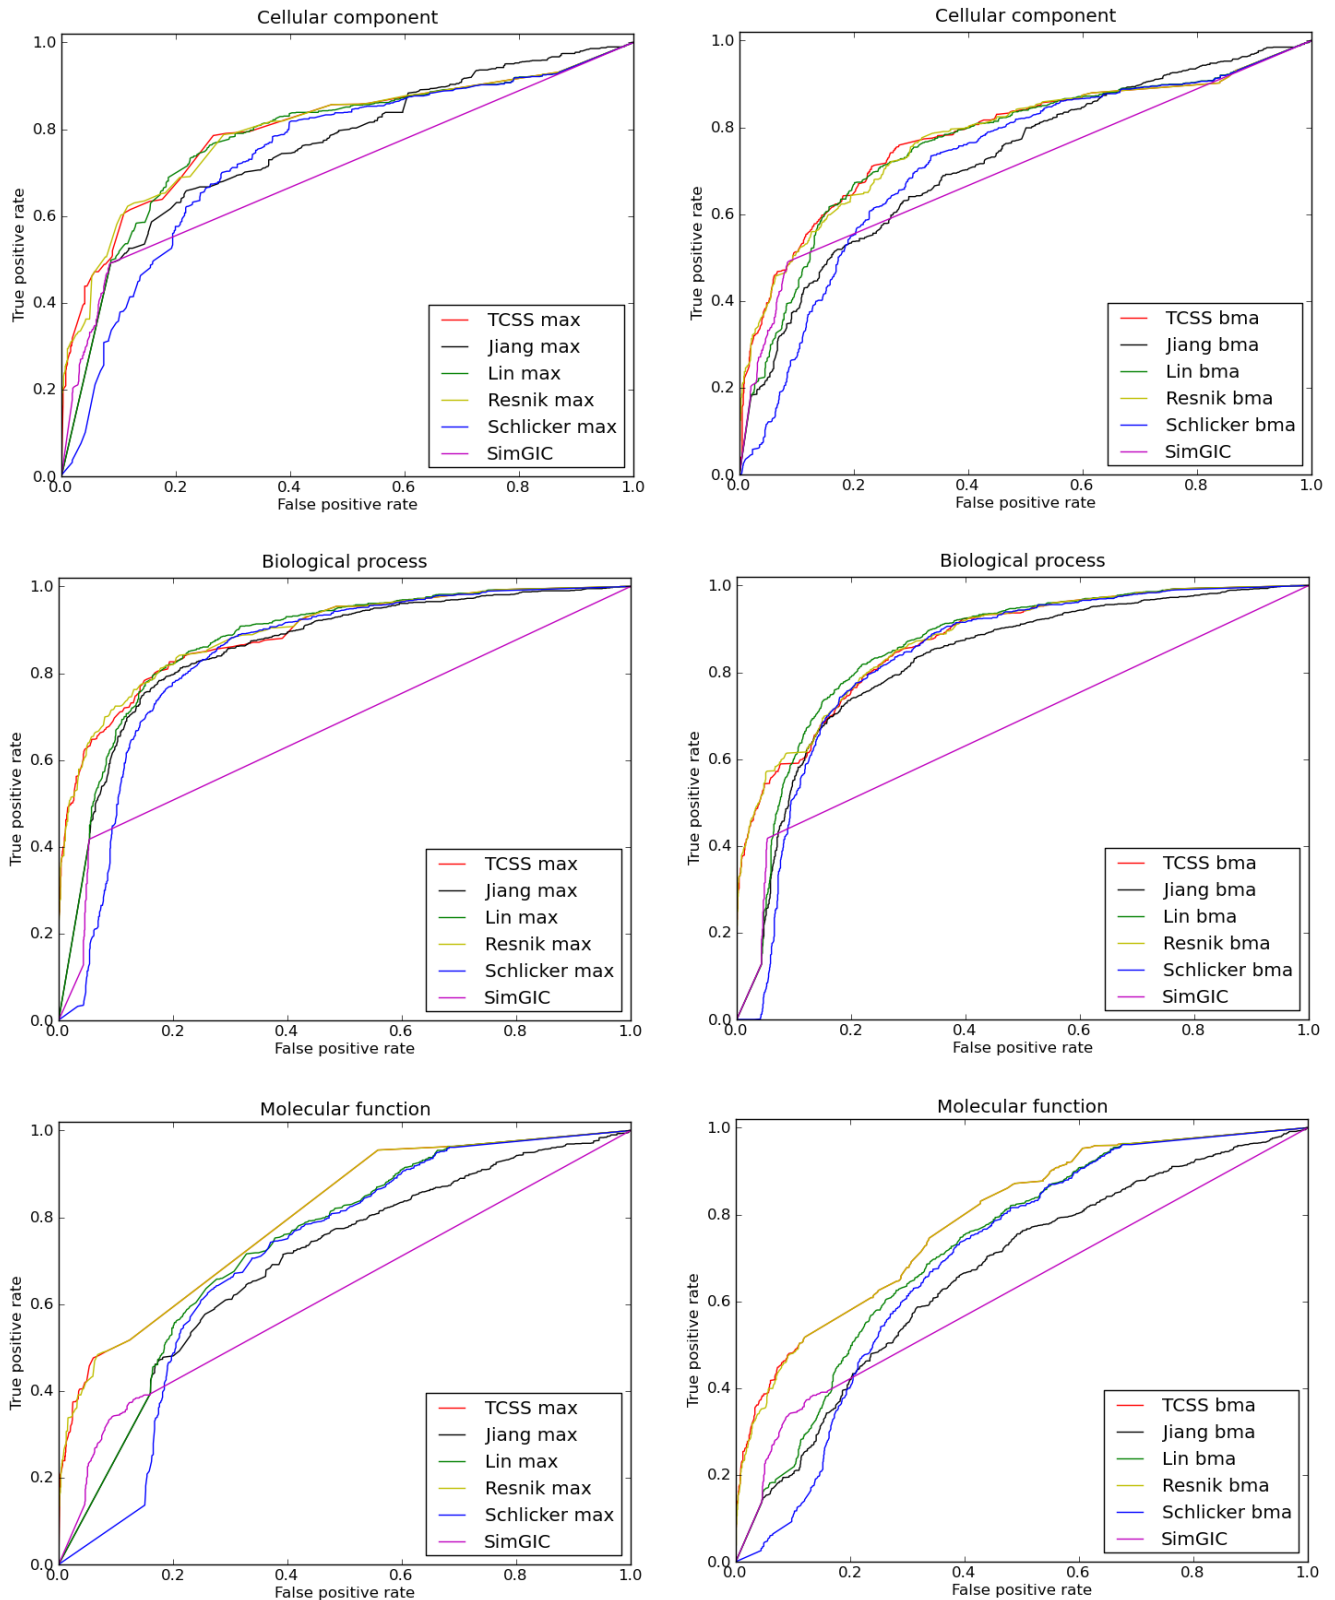 Cellular component
True positive rate
1.0
0.8
0.6
0.4
0.2
0.0
0.0 0.2 0.4 0.6 0.8 1.0
False positive rate
TCSS max
Jiang max
Lin max
Resnik max
Schlicker max
SimGIC
Cellular component
True positive rate
1.0
0.8
0.6
0.4
0.2
0.0
0.0 0.2 0.4 0.6 0.8 1.0
False positive rate
TCSS bma
Jiang bma
Lin bma
Resnik bma
Schlicker bma
SimGIC
Biological process
True positive rate
1.0
0.8
0.6
0.4
0.2
0.0
0.0 0.2 0.4 0.6 0.8 1.0
False positive rate
TCSS max
Jiang max
Lin max
Resnik max
Schlicker max
SimGIC
Biological process
True positive rate
1.0
0.8
0.6
0.4
0.2
0.0
0.0 0.2 0.4 0.6 0.8 1.0
False positive rate
TCSS bma
Jiang bma
Lin bma
Resnik bma
Schlicker bma
SimGIC
Molecular function
True positive rate
1.0
0.8
0.6
0.4
0.2
0.0
0.0 0.2 0.4 0.6 0.8 1.0
False positive rate
TCSS max
Jiang max
Lin max
Resnik max
Schlicker max
SimGIC
Molecular function
True positive rate
1.0
0.8
0.6
0.4
0.2
0.0
0.0 0.2 0.4 0.6 0.8 1.0
False positive rate
TCSS bma
Jiang bma
Lin bma
Resnik bma
Schlicker bma
SimGIC